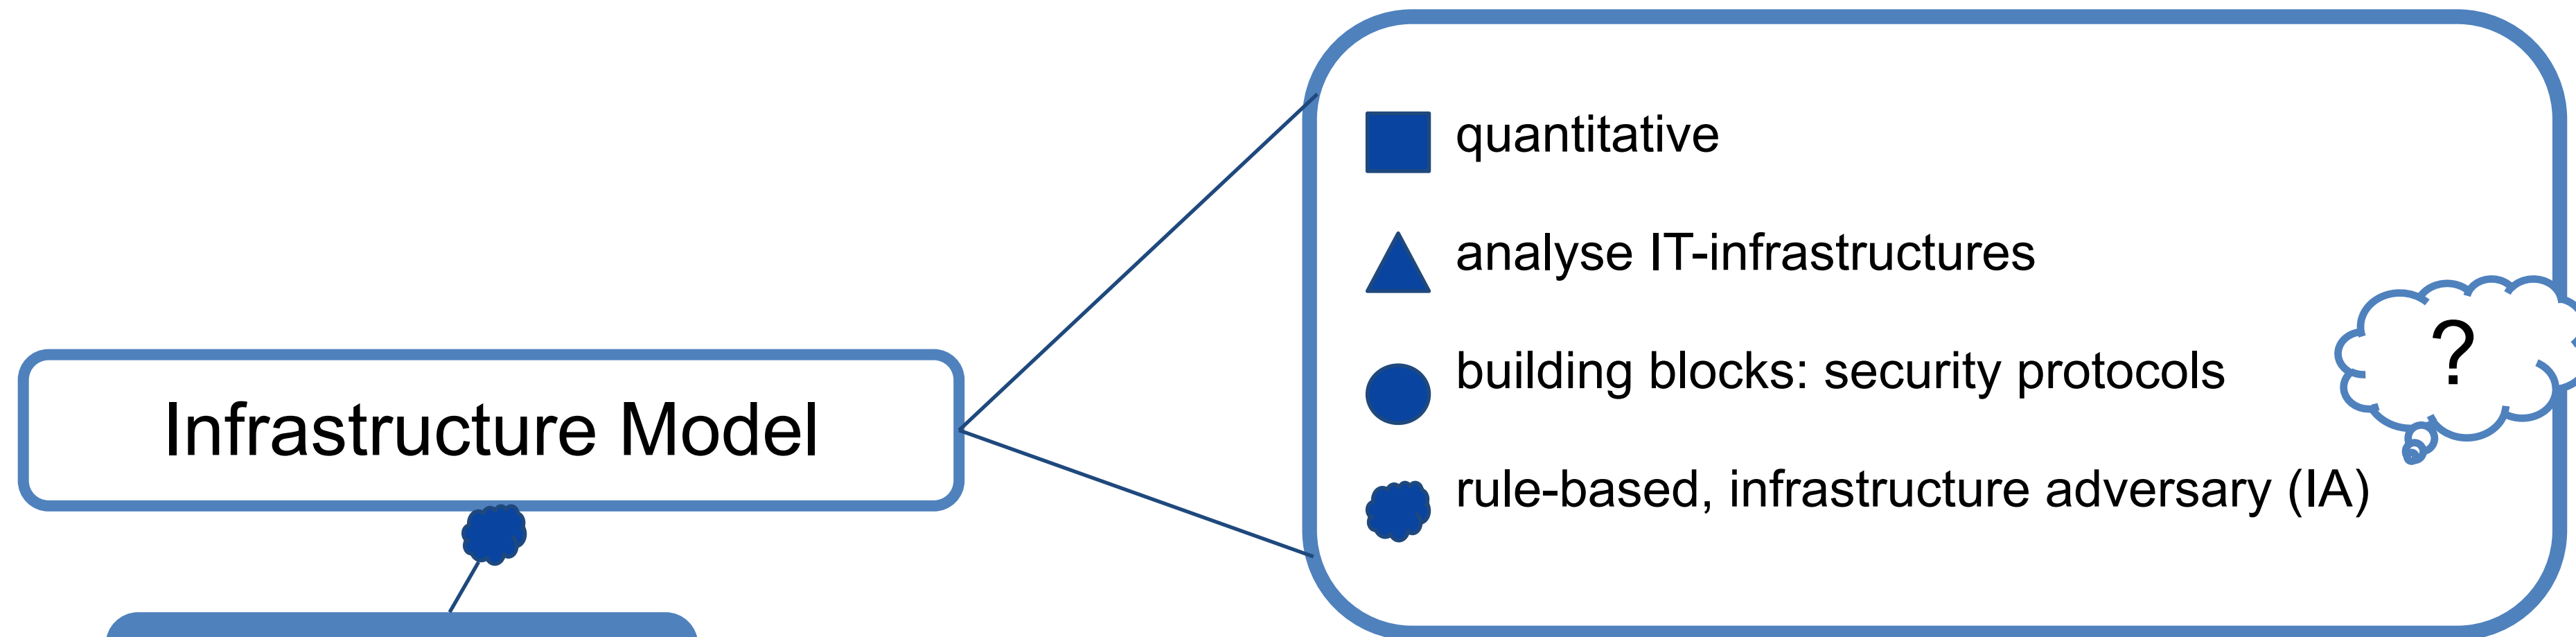 quantitative
analyse IT-infrastructures
building blocks: security protocols
?
rule-based, infrastructure adversary (IA)
Infrastructure Model